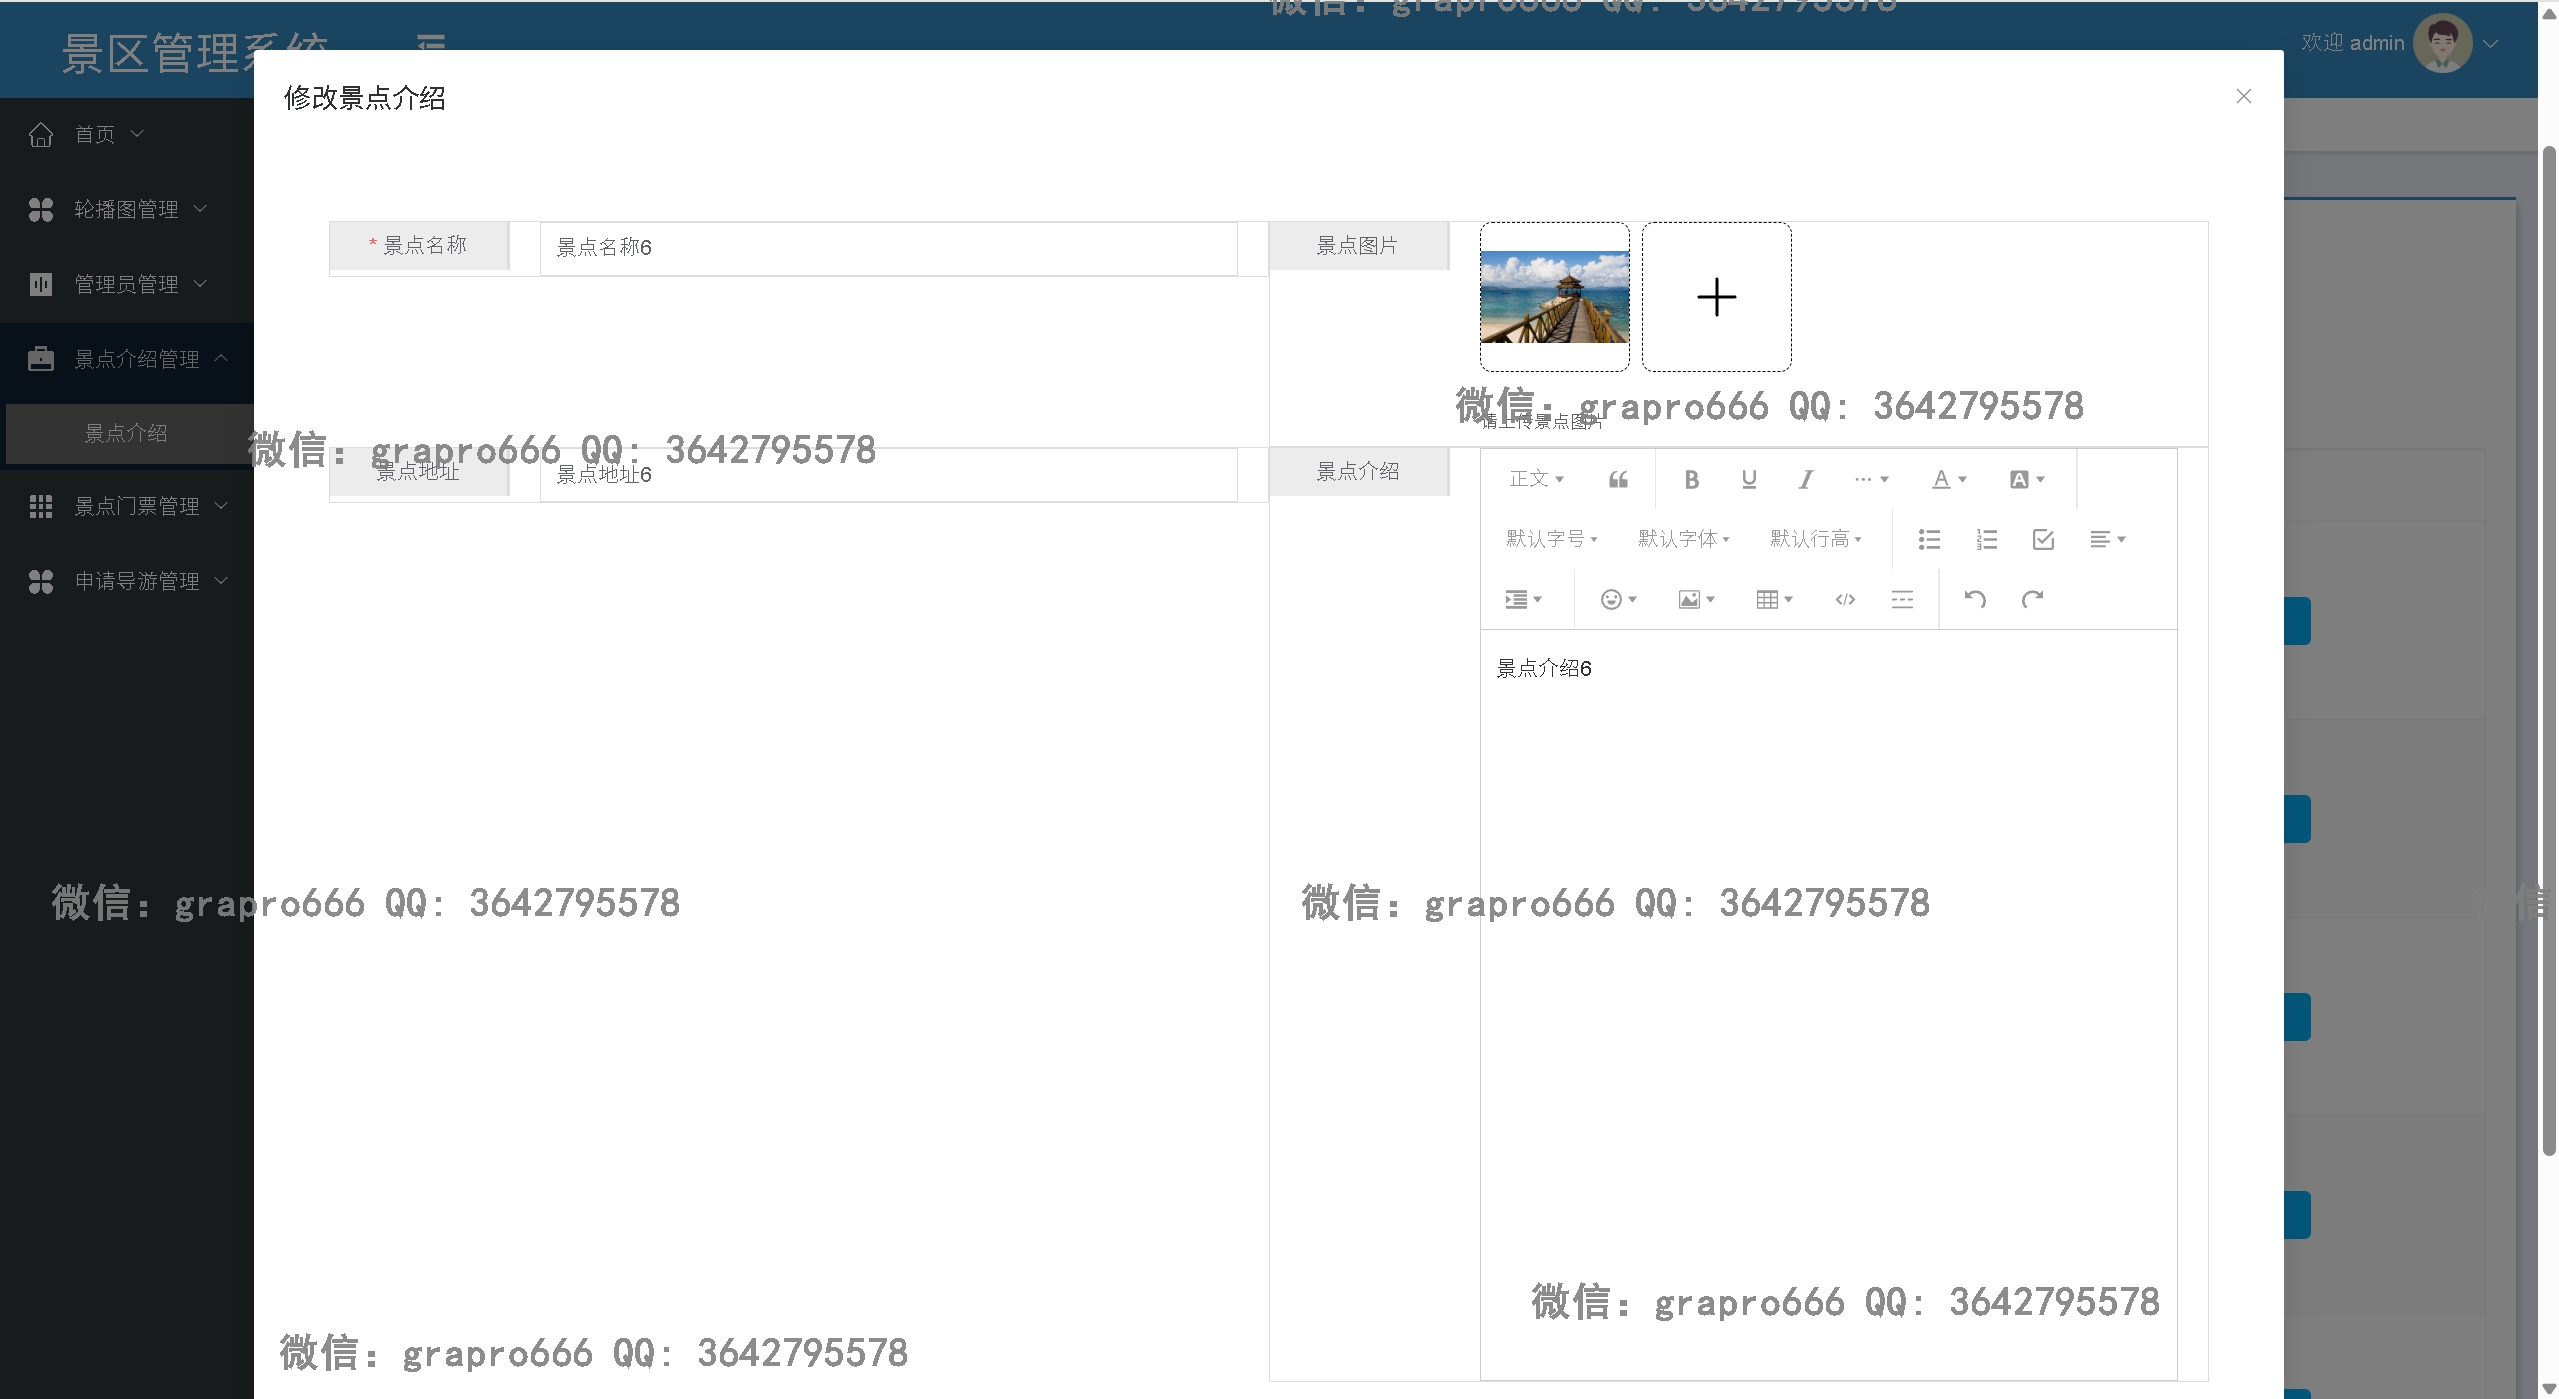 微信: grapro666 QQ: 3642795578
景区管理系统
欢迎 admin
修改景点介绍
首页
轮播图管理
管理员管理
景点介绍管理
景点介绍
景点门票管理
申请导游管理
* 景点名称
景点名称6
景点图片
请上传景点图片
微信: grapro666 QQ: 3642795578
微信: grapro666 QQ: 3642795578
景点地址
景点地址6
景点介绍
正文
B U I ... A A
默认字号 默认字体 默认行高
景点介绍6
微信: grapro666 QQ: 3642795578
微信: grapro666 QQ: 3642795578
信
微信: grapro666 QQ: 3642795578
微信: grapro666 QQ: 3642795578